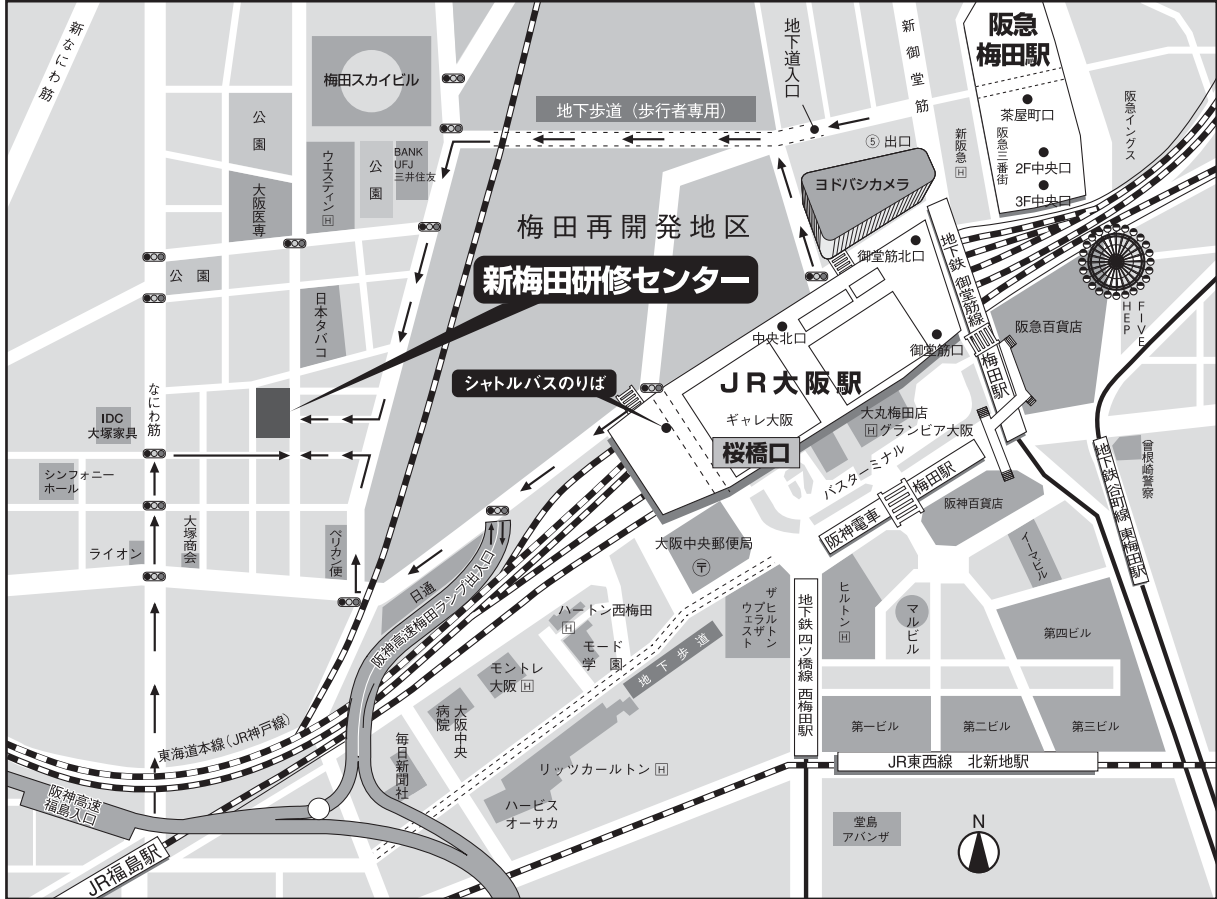 新なにわ筋
梅田スカイビル
公園
ウエスティン H
公園
BANK
UFJ
三井住友
大阪医専
公 園
日本タバコ
地下歩道（歩行者専用）
地下道入口
新御堂筋
阪急
梅田駅
茶屋町口
阪急三番街
2F中央口
3F中央口
阪急イングス
新阪急 H
⑤ 出口
ヨドバシカメラ
梅田再開発地区
新梅田研修センター
シャトルバスのりば
御堂筋北口
中央北口
御堂筋口
JR大阪駅
ギャレ大阪
桜橋口
大丸梅田店
H グランビア大阪
バスターミナル
地下鉄 御堂筋線
梅田駅
阪急百貨店
HEP
FIVE
なにわ筋
IDC
大塚家具
シンフォニー
ホール
ライオン
大塚商会
ペリカン便
日通
阪神高速梅田ランプ出入口
大阪中央郵便局
〒
阪神電車
梅田駅
阪神百貨店
地下鉄谷町線 東梅田駅
曾根崎警察
イーマビル
ザ ヒルトン
プラザ
ウェスト
地下鉄 四ツ橋線 西梅田駅
ヒルトン H
マルビル
第四ビル
第一ビル
第二ビル
第三ビル
JR東西線 北新地駅
ハートン西梅田
H
モード
学 園
モントレ
大阪 H
地下歩道
大阪中央
病院
毎日新聞社
リッツカールトン H
ハービス
オーサカ
東海道本線（JR神戸線）
阪神高速
福島入口
JR福島駅
堂島
アバンザ
N